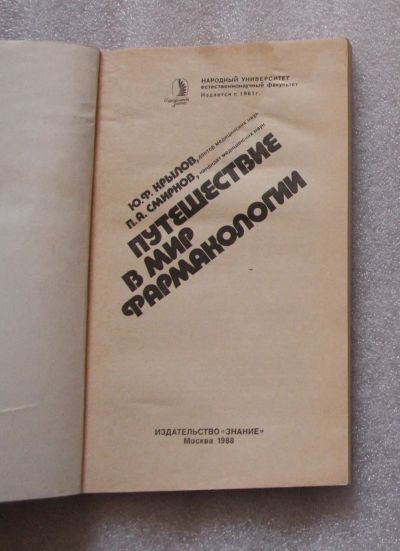 НАРОДНЫЙ УНИВЕРСИТЕТ
естественнонаучный факультет
Издается с 1961 г.
Ю.Ф. КРЫЛОВ, доктор медицинских наук
П.А. СМИРНОВ, кандидат медицинских наук
ПУТЕШЕСТВИЕ
В МИР
ФАРМАКОЛОГИИ
ИЗДАТЕЛЬСТВО «ЗНАНИЕ»
Москва 1988